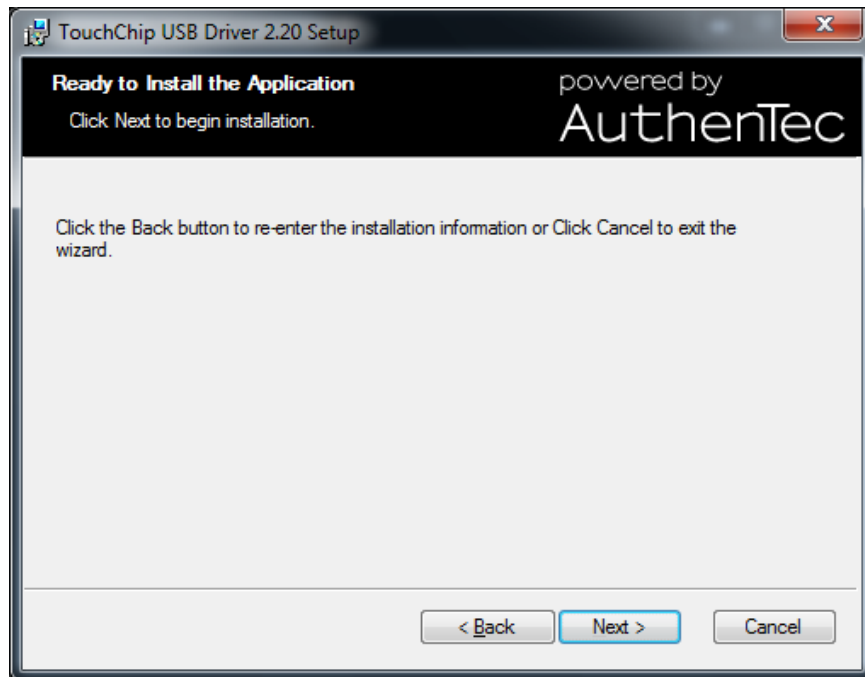 TouchChip USB Driver 2.20 Setup
Ready to Install the Application
Click Next to begin installation.
powered by
AuthenTec
Click the Back button to re-enter the installation information or Click Cancel to exit the
wizard.
< Back
Next >
Cancel